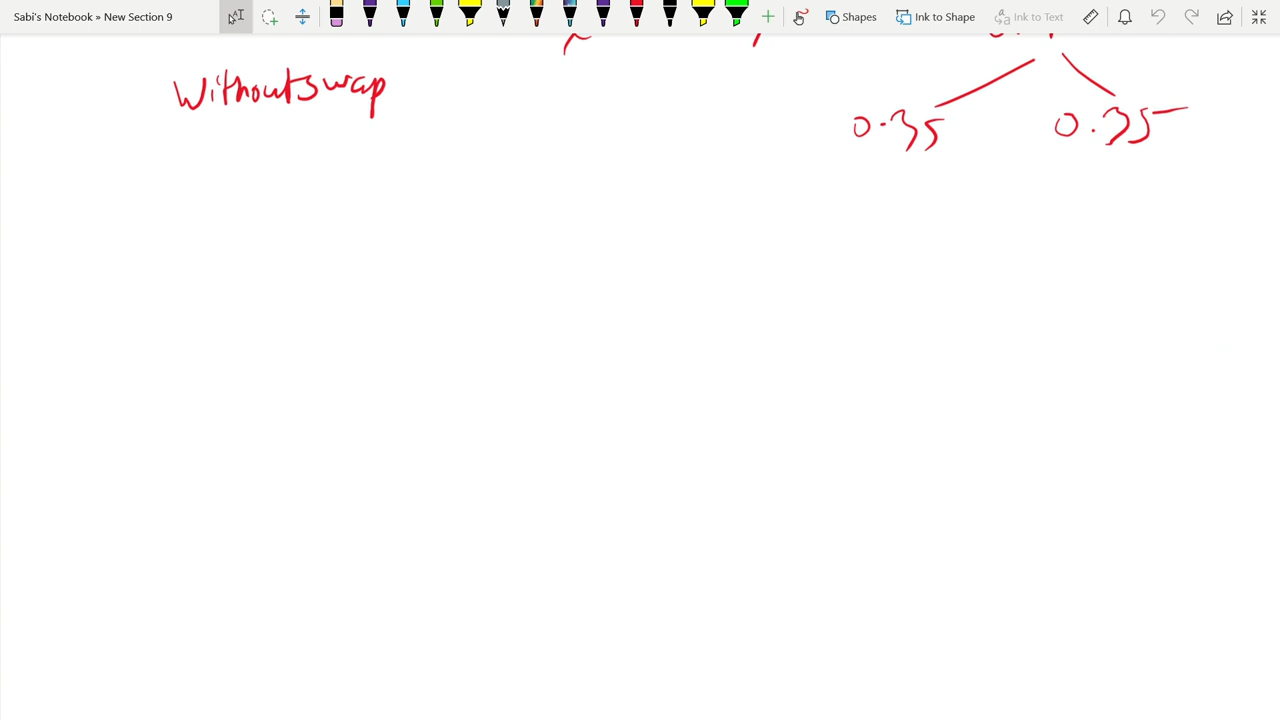 Sabi's Notebook » New Section 9
Shapes
Ink to Shape
Ink to Text
Withoutswap
0.35
0.35